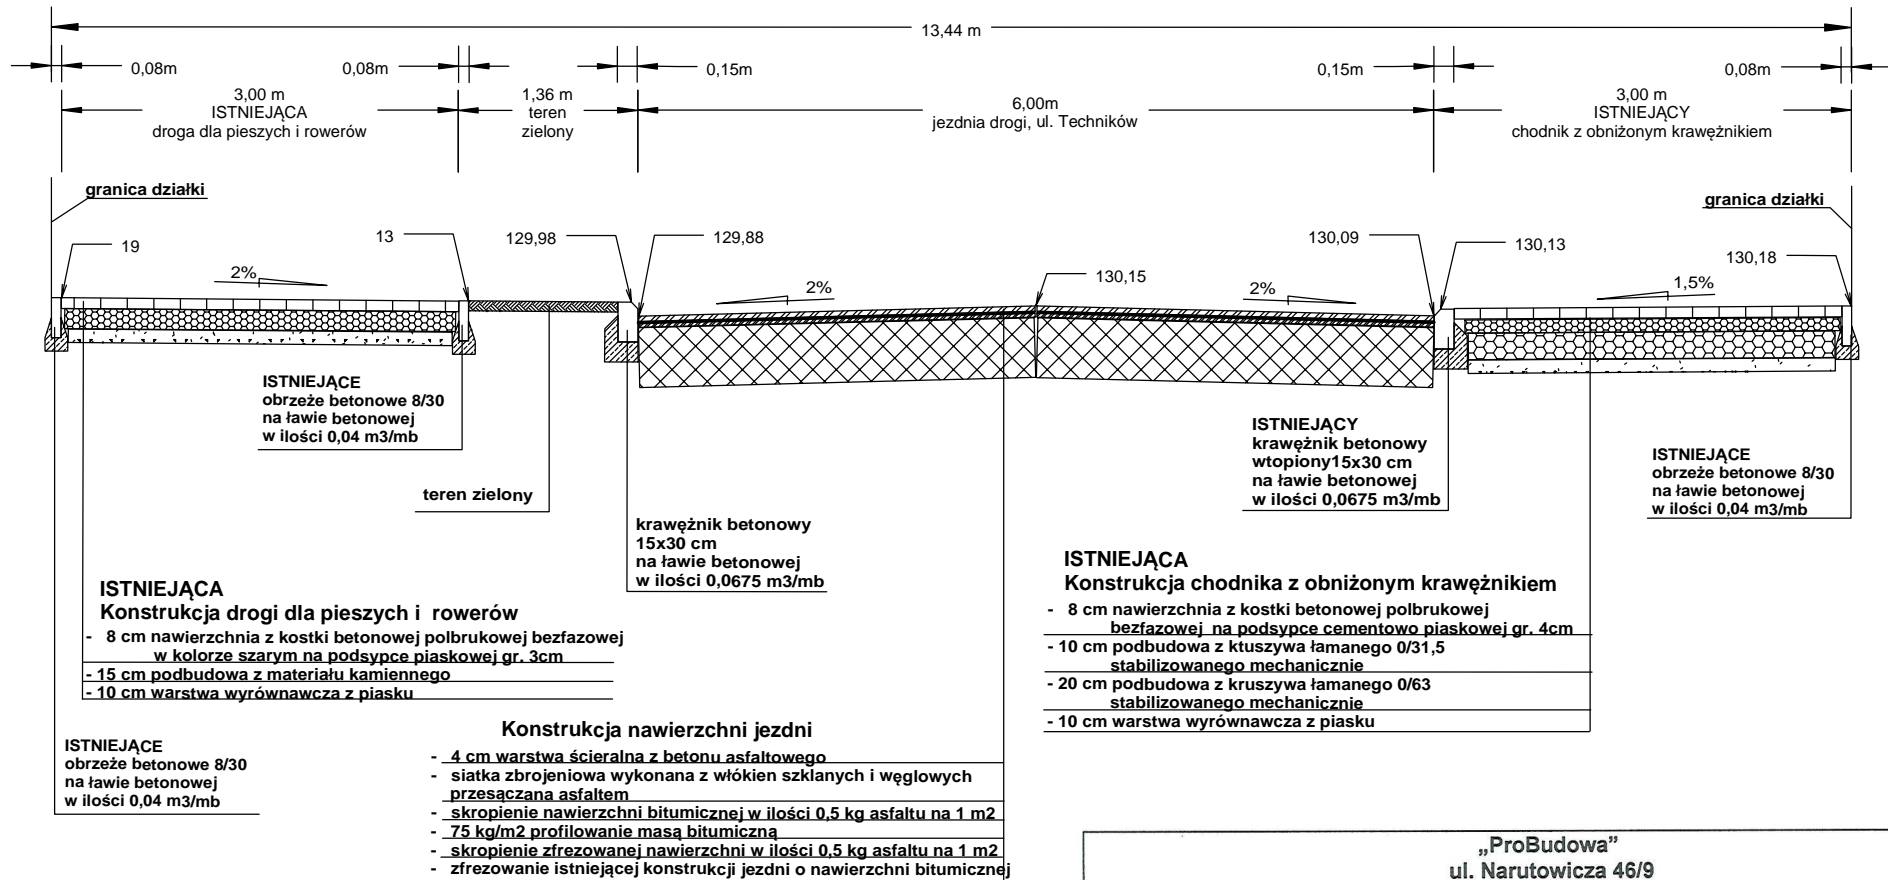 13,44 m
0,08m
0,08m
0,15m
0,15m
0,08m
3,00 m
ISTNIEJĄCA
droga dla pieszych i rowerów
1,36 m
teren
zielony
6,00m
jezdnia drogi, ul. Techników
3,00 m
ISTNIEJĄCY
chodnik z obniżonym krawężnikiem
granica działki
granica działki
19
13
129,98
129,88
130,15
130,09
130,13
130,18
2%
2%
2%
1,5%
ISTNIEJĄCE
obrzeże betonowe 8/30
na ławie betonowej
w ilości 0,04 m3/mb
teren zielony
krawężnik betonowy
15x30 cm
na ławie betonowej
w ilości 0,0675 m3/mb
ISTNIEJĄCY
krawężnik betonowy
wtopiony15x30 cm
na ławie betonowej
w ilości 0,0675 m3/mb
ISTNIEJĄCE
obrzeże betonowe 8/30
na ławie betonowej
w ilości 0,04 m3/mb
ISTNIEJĄCA
Konstrukcja drogi dla pieszych i rowerów
- 8 cm nawierzchnia z kostki betonowej polbrukowej bezfazowej
w kolorze szarym na podsypce piaskowej gr. 3cm
- 15 cm podbudowa z materiału kamiennego
- 10 cm warstwa wyrównawcza z piasku
ISTNIEJĄCA
Konstrukcja chodnika z obniżonym krawężnikiem
- 8 cm nawierzchnia z kostki betonowej polbrukowej
bezfazowej na podsypce cementowo piaskowej gr. 4cm
- 10 cm podbudowa z ktuszywa łamanego 0/31,5
stabilizowanego mechanicznie
- 20 cm podbudowa z kruszywa łamanego 0/63
stabilizowanego mechanicznie
- 10 cm warstwa wyrównawcza z piasku
ISTNIEJĄCE
obrzeże betonowe 8/30
na ławie betonowej
w ilości 0,04 m3/mb
Konstrukcja nawierzchni jezdni
- 4 cm warstwa ścieralna z betonu asfaltowego
- siatka zbrojeniowa wykonana z włókien szklanych i węglowych
przesączana asfaltem
- skropienie nawierzchni bitumicznej w ilości 0,5 kg asfaltu na 1 m2
- 75 kg/m2 profilowanie masą bitumiczną
- skropienie zfrezowanej nawierzchni w ilości 0,5 kg asfaltu na 1 m2
- zfrezowanie istniejącej konstrukcji jezdni o nawierzchni bitumicznej
„ProBudowa”
ul. Narutowicza 46/9